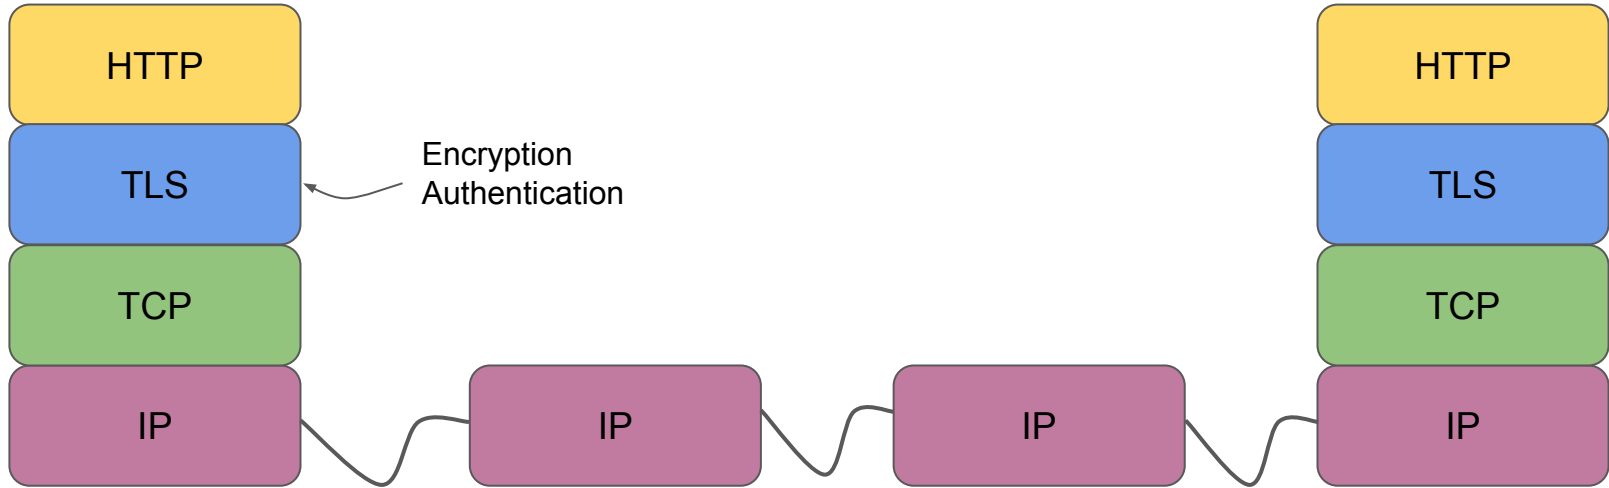 HTTP
HTTP
TLS
Encryption
Authentication
TLS
TCP
TCP
IP
IP
IP
IP